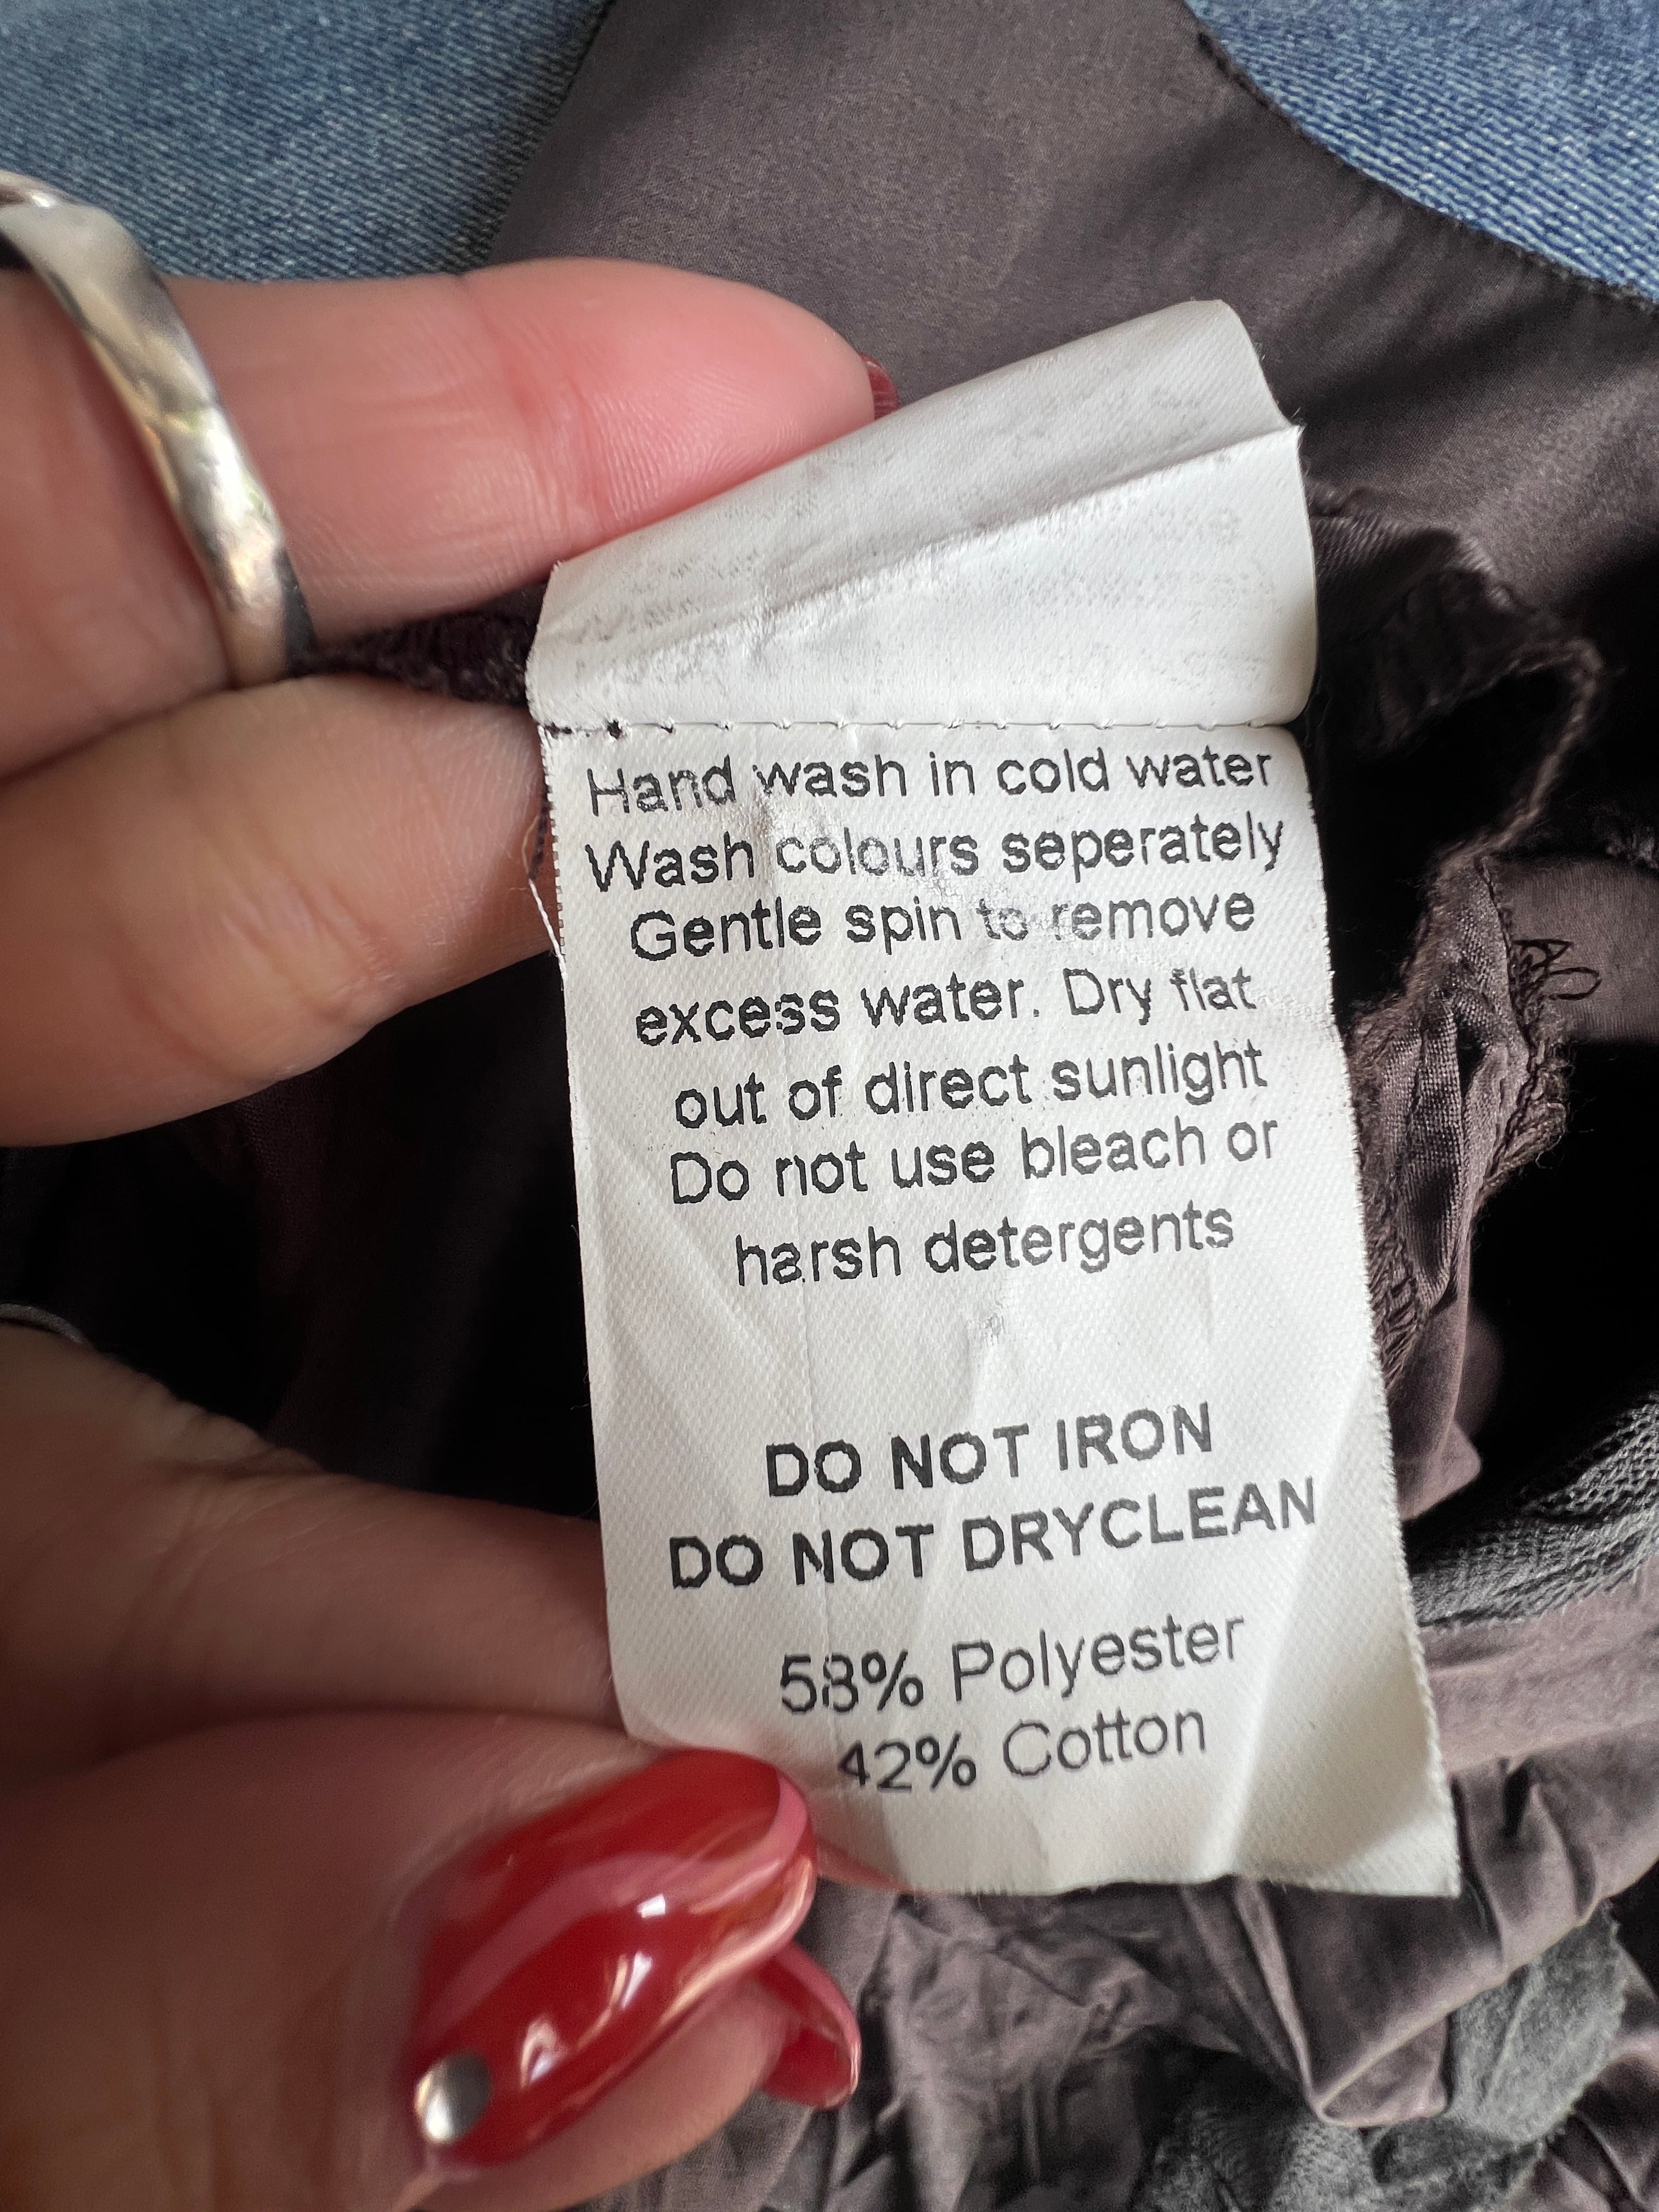 Hand wash in cold water
Wash colours seperately
Gentle spin to remove
excess water. Dry flat
out of direct sunlight
Do not use bleach or
harsh detergents
DO NOT IRON
DO NOT DRYCLEAN
58% Polyester
42% Cotton